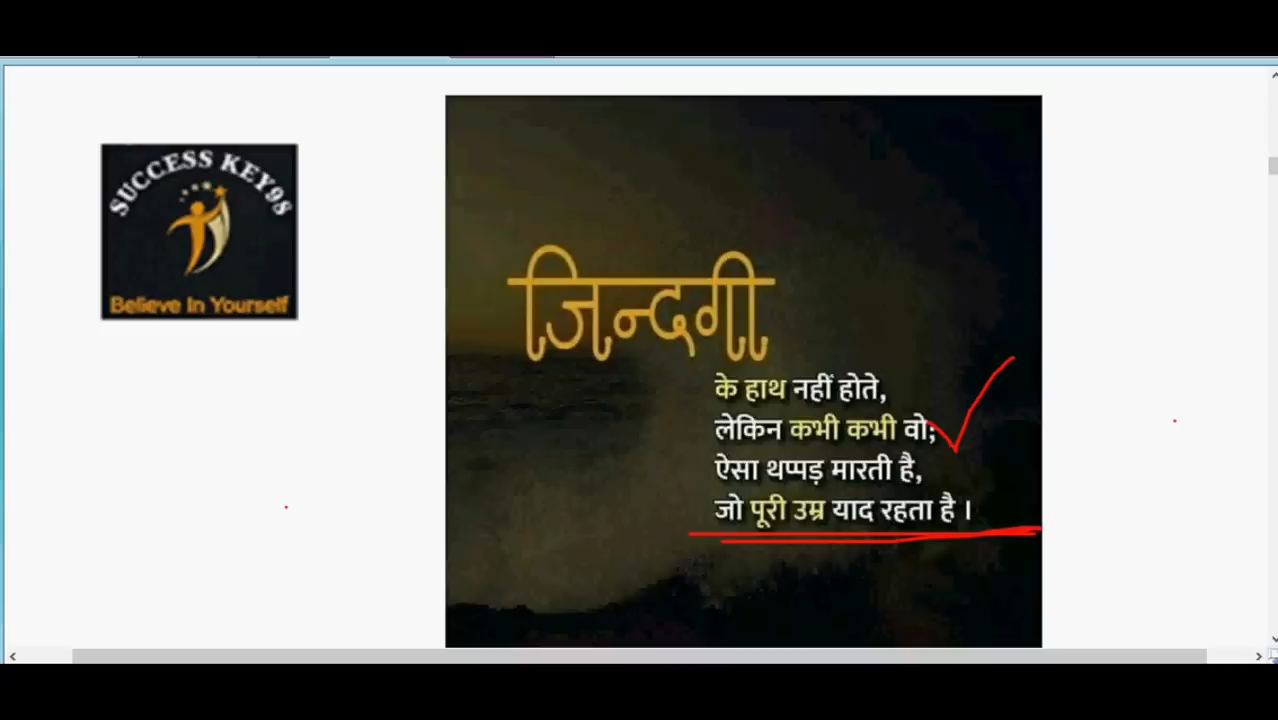 SUCCESS KEY98
Believe In Yourself
जिन्दगी
के हाथ नहीं होते,
लेकिन कभी कभी वो;
ऐसा थप्पड़ मारती है,
जो पूरी उम्र याद रहता है ।